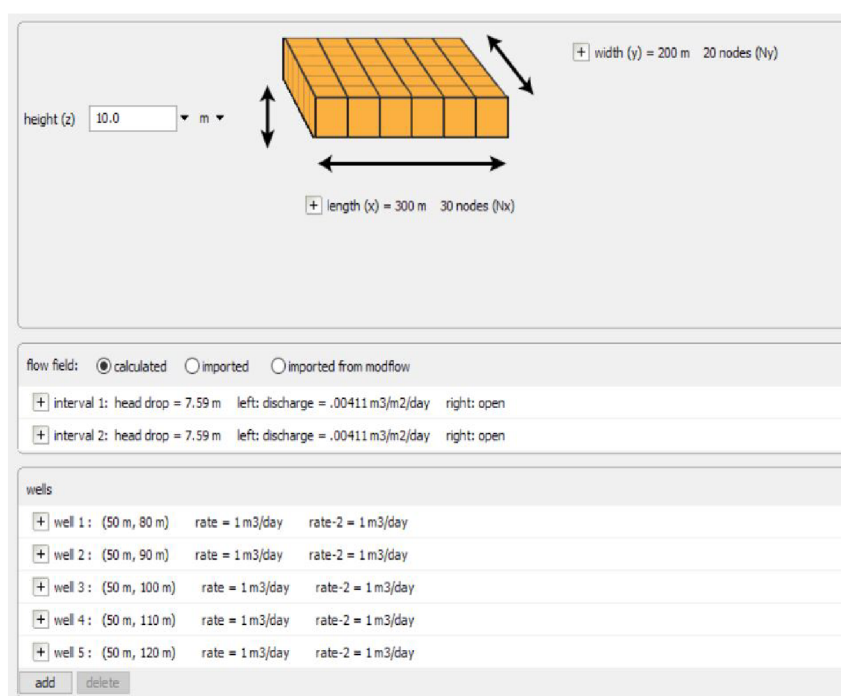 width (y) = 200 m 20 nodes (Ny)
height (z) 10.0 m
length (x) = 300 m 30 nodes (Nx)
flow field: calculated imported imported from modflow
interval 1: head drop = 7.59 m left: discharge = .00411 m3/m2/day right: open
interval 2: head drop = 7.59 m left: discharge = .00411 m3/m2/day right: open
wells
well 1 : (50 m, 80 m) rate = 1 m3/day rate-2 = 1 m3/day
well 2 : (50 m, 90 m) rate = 1 m3/day rate-2 = 1 m3/day
well 3 : (50 m, 100 m) rate = 1 m3/day rate-2 = 1 m3/day
well 4 : (50 m, 110 m) rate = 1 m3/day rate-2 = 1 m3/day
well 5 : (50 m, 120 m) rate = 1 m3/day rate-2 = 1 m3/day
add delete